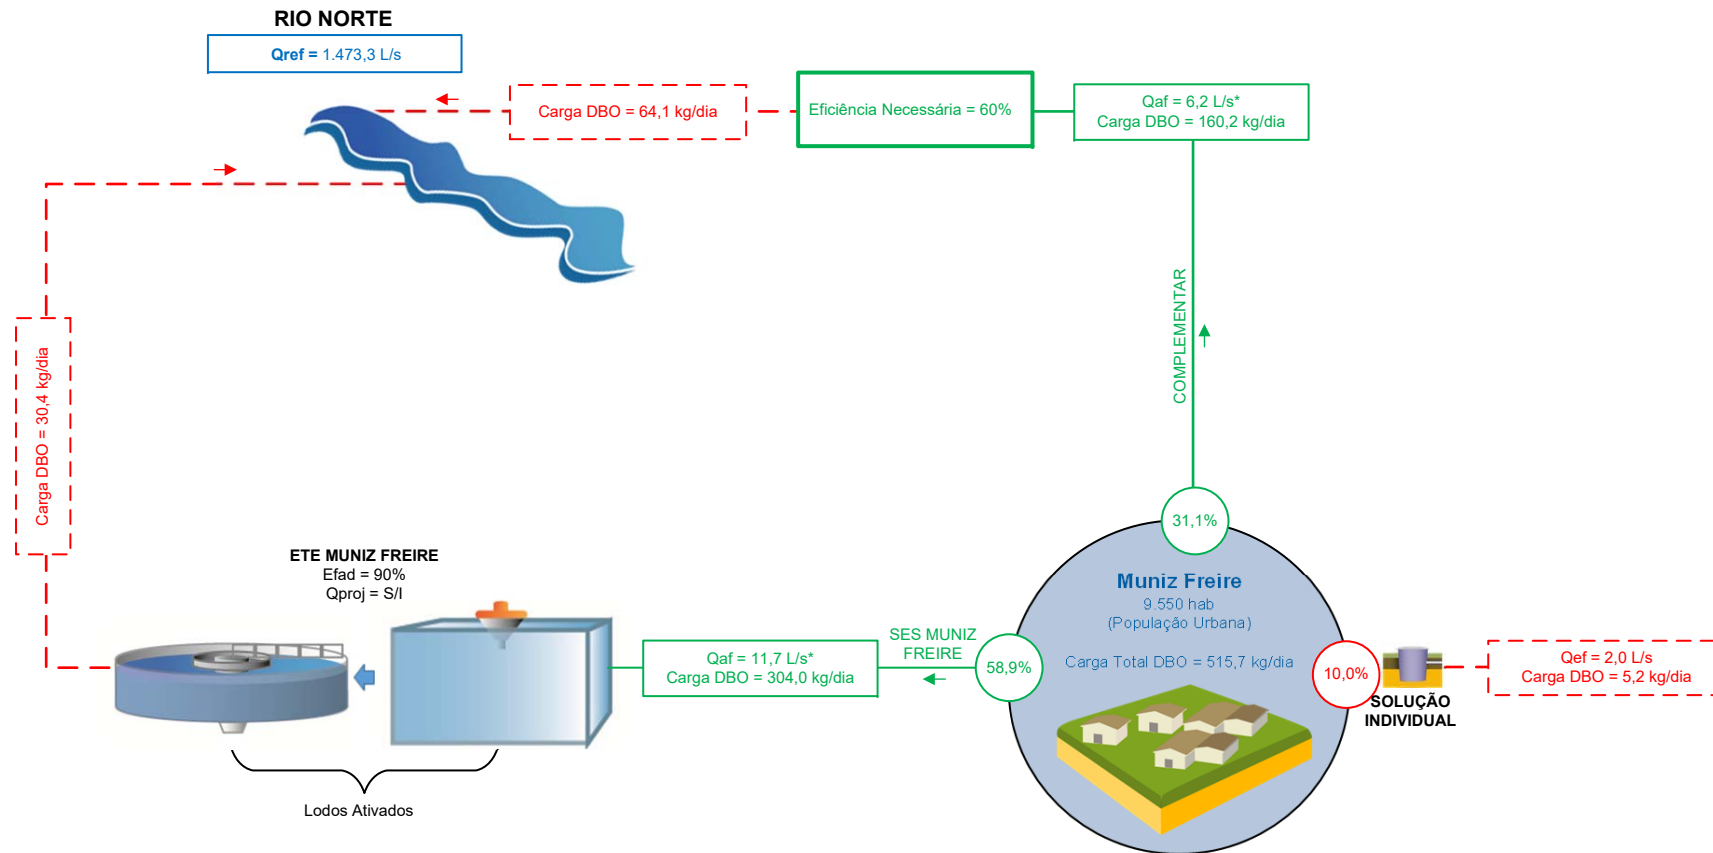 RIO NORTE
Qref = 1.473,3 L/s
Carga DBO = 64,1 kg/dia
Eficiência Necessária = 60%
Qaf = 6,2 L/s*
Carga DBO = 160,2 kg/dia
COMPLEMENTAR
Carga DBO = 30,4 kg/dia
ETE MUNIZ FREIRE
Efad = 90%
Qproj = S/I
Lodos Ativados
Qaf = 11,7 L/s*
Carga DBO = 304,0 kg/dia
SES MUNIZ
FREIRE
58,9%
31,1%
Muniz Freire
9.550 hab
(População Urbana)
Carga Total DBO = 515,7 kg/dia
10,0%
SOLUÇÃO
INDIVIDUAL
Qef = 2,0 L/s
Carga DBO = 5,2 kg/dia